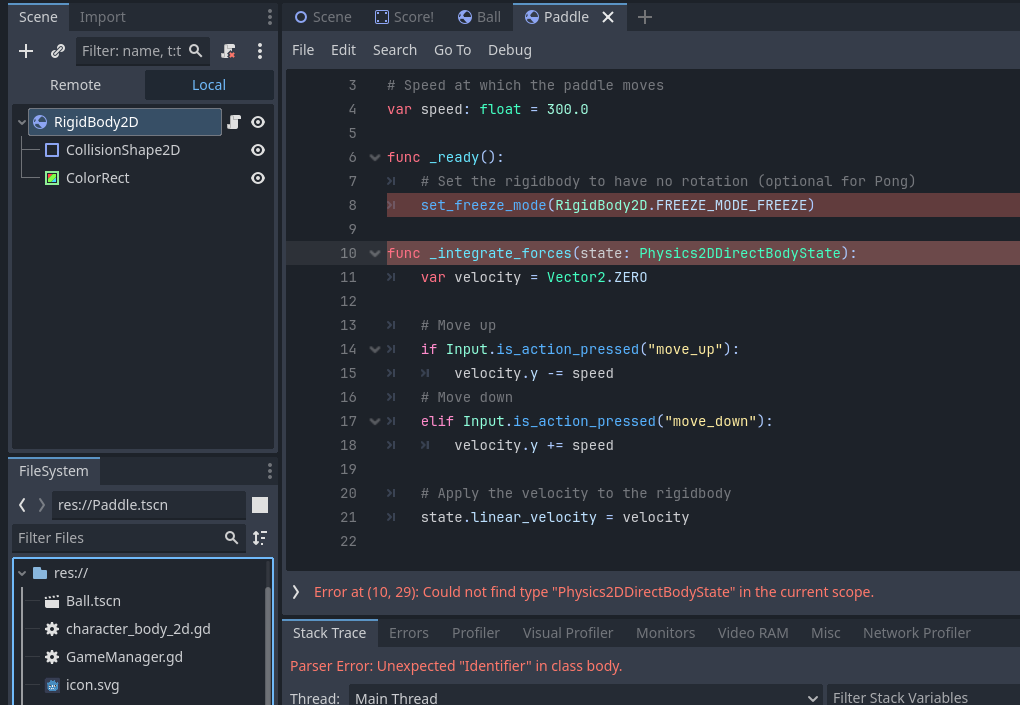 Scene Import
Filter: name, t:t
Remote Local
RigidBody2D
CollisionShape2D
ColorRect
FileSystem
res://Paddle.tscn
Filter Files
res://
Ball.tscn
character_body_2d.gd
GameManager.gd
icon.svg
Scene Score! Ball Paddle
File Edit Search Go To Debug
3 # Speed at which the paddle moves
4 var speed: float = 300.0
5
6 func _ready():
7 # Set the rigidbody to have no rotation (optional for Pong)
8 set_freeze_mode(RigidBody2D.FREEZE_MODE_FREEZE)
9
10 func _integrate_forces(state: Physics2DDirectBodyState):
11 var velocity = Vector2.ZERO
12
13 # Move up
14 if Input.is_action_pressed("move_up"):
15 velocity.y -= speed
16 # Move down
17 elif Input.is_action_pressed("move_down"):
18 velocity.y += speed
19
20 # Apply the velocity to the rigidbody
21 state.linear_velocity = velocity
22
Error at (10, 29): Could not find type "Physics2DDirectBodyState" in the current scope.
Stack Trace Errors Profiler Visual Profiler Monitors Video RAM Misc Network Profiler
Parser Error: Unexpected "Identifier" in class body.
Thread: Main Thread Filter Stack Variables